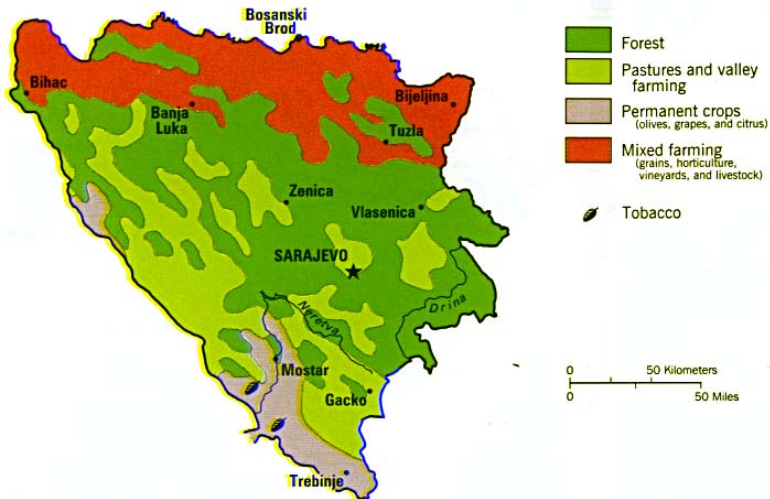 Bosanski
Brod
Bihac
Banja
Luka
Bijeljina
Tuzla
Zenica
Vlasenica
SARAJEVO
Neretva
Drina
Mostar
Gacko
Trebinje
Forest
Pastures and valley
farming
Permanent crops
(olives, grapes, and citrus)
Mixed farming
(grains, horticulture,
vineyards, and livestock)
Tobacco
0 50 Kilometers
0 50 Miles